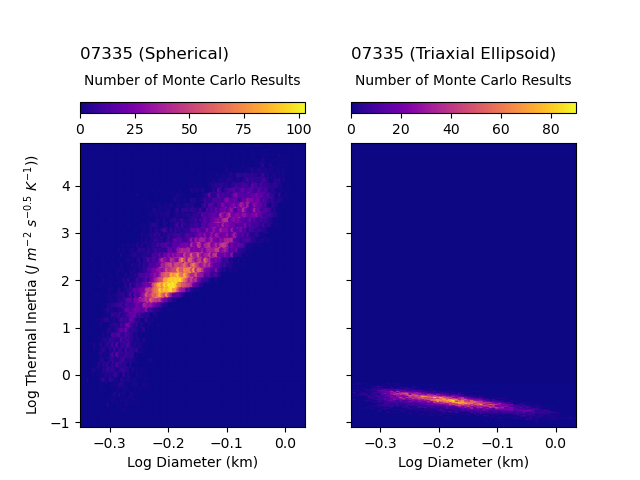 07335 (Spherical)
07335 (Triaxial Ellipsoid)
Number of Monte Carlo Results
Number of Monte Carlo Results
0 25 50 75 100
0 20 40 60 80
Log Thermal Inertia (J m⁻² s⁻⁰·⁵ K⁻¹))
4
3
2
1
0
−1
−0.3 −0.2 −0.1 0.0
−0.3 −0.2 −0.1 0.0
Log Diameter (km)
Log Diameter (km)